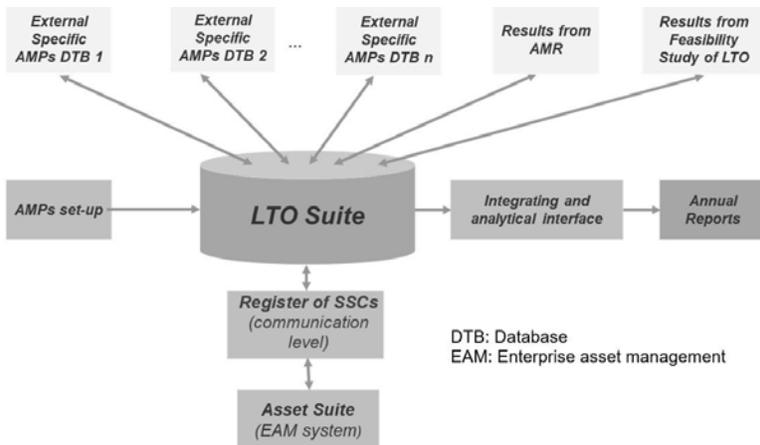 External
Specific
AMPs DTB 1
External
Specific
AMPs DTB 2
...
External
Specific
AMPs DTB n
Results from
AMR
Results from
Feasibility
Study of LTO
AMPs set-up
LTO Suite
Integrating and
analytical interface
Annual
Reports
Register of SSCs
(communication
level)
DTB: Database
EAM: Enterprise asset management
Asset Suite
(EAM system)